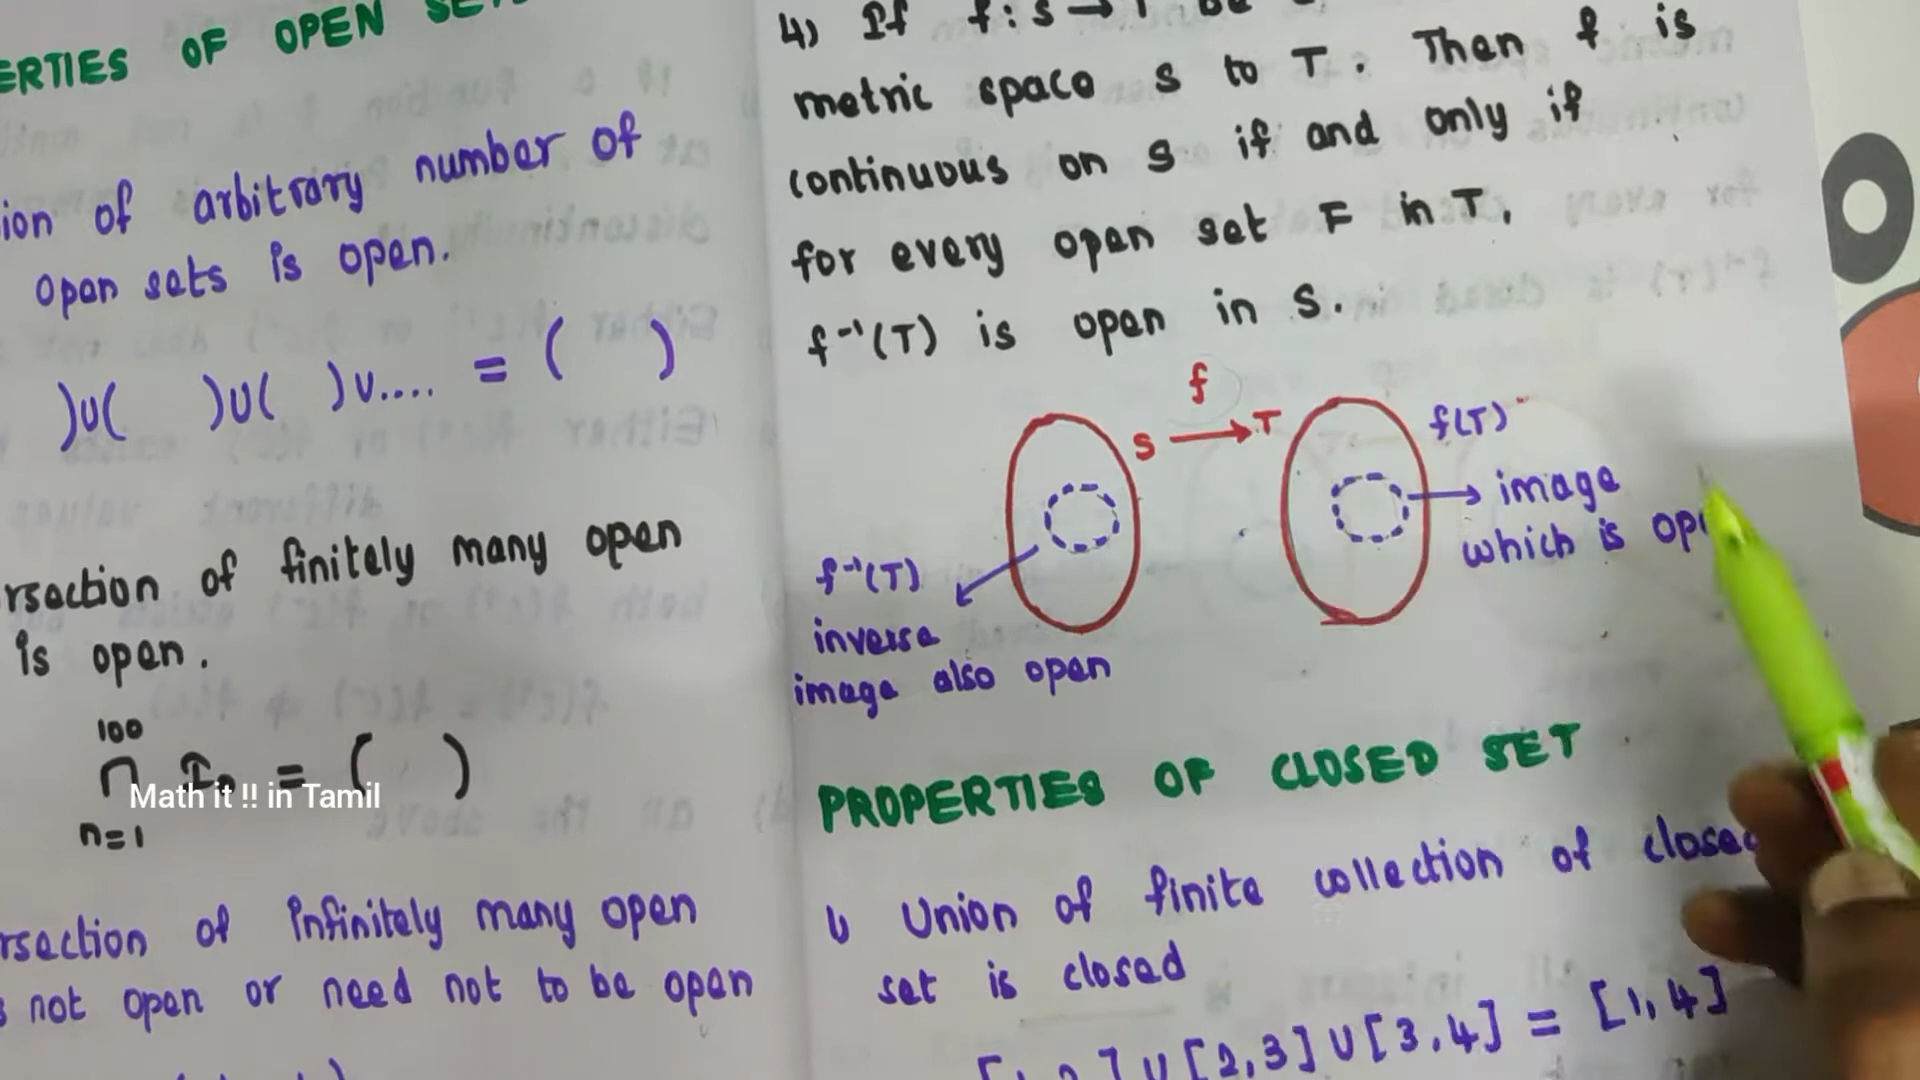 ERTIES OF OPEN
ion of arbitrary number of
open sets is open.
)U( )U( )U.... = ( )
rsection of finitely many open
is open.
100
∩ = ( )
n=1
Math it !! in Tamil
rsection of infinitely many open
not open or need not to be open
4) If f : S →
metric space S to T. Then f is
continuous on S if and only if
for every open set F in T,
f⁻¹(T) is open in S.
f
S → T
f(T)
→ image
which is op
f⁻¹(T)
inverse
image also open
PROPERTIES OF CLOSED SET
1) Union of finite collection of closed
set is closed
] U [2,3] U [3,4] = [1,4]